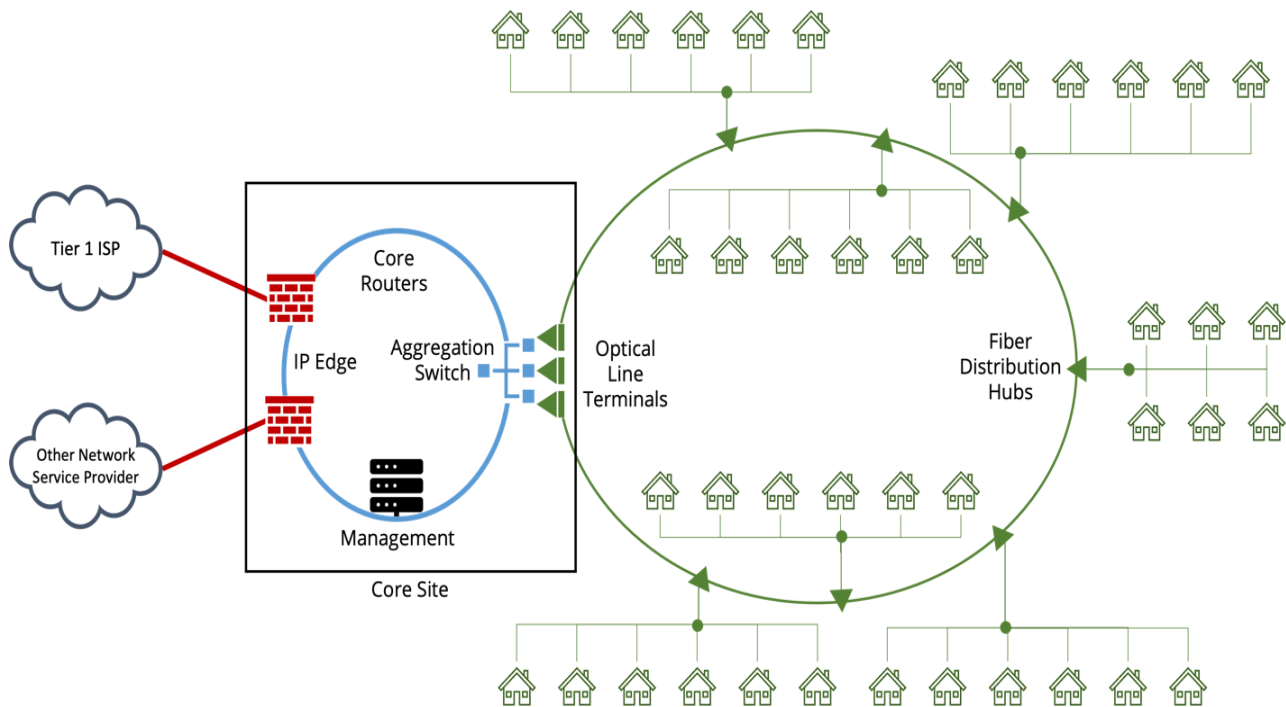 Tier 1 ISP
Other Network
Service Provider
Core
Routers
IP Edge
Aggregation
Switch
Management
Core Site
Optical
Line
Terminals
Fiber
Distribution
Hubs